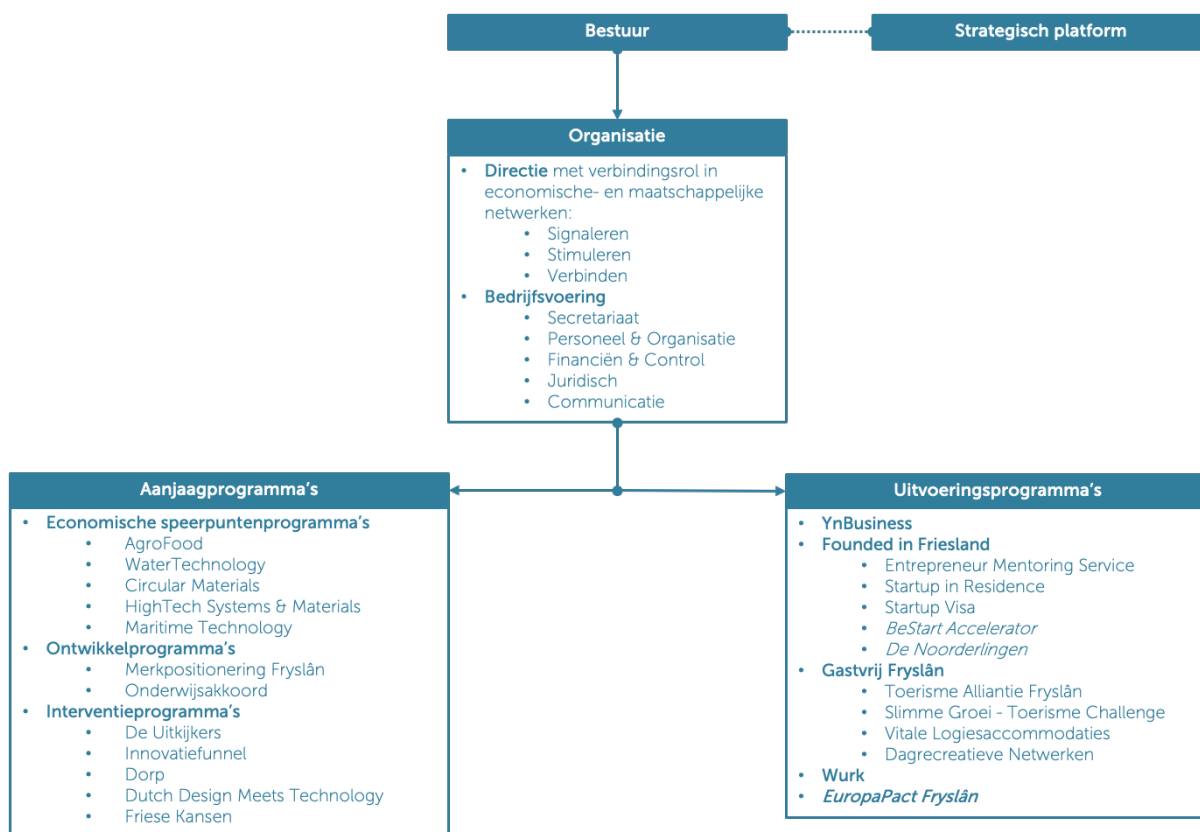 Bestuur
Strategisch platform
Organisatie
• Directie met verbindingsrol in
economische- en maatschappelijke
netwerken:
• Signaleren
• Stimuleren
• Verbinden
• Bedrijfsvoering
• Secretariaat
• Personeel & Organisatie
• Financiën & Control
• Juridisch
• Communicatie
Aanjaagprogramma's
• Economische speerpuntenprogramma's
• AgroFood
• WaterTechnology
• Circular Materials
• HighTech Systems & Materials
• Maritime Technology
• Ontwikkelprogramma's
• Merkpositionering Fryslân
• Onderwijsakkoord
• Interventieprogramma's
• De Uitkijkers
• Innovatiefunnel
• Dorp
• Dutch Design Meets Technology
• Friese Kansen
Uitvoeringsprogramma's
• YnBusiness
• Founded in Friesland
• Entrepreneur Mentoring Service
• Startup in Residence
• Startup Visa
• BeStart Accelerator
• De Noorderlingen
• Gastvrij Fryslân
• Toerisme Alliantie Fryslân
• Slimme Groei - Toerisme Challenge
• Vitale Logiesaccommodaties
• Dagrecreatieve Netwerken
• Wurk
• EuropaPact Fryslân